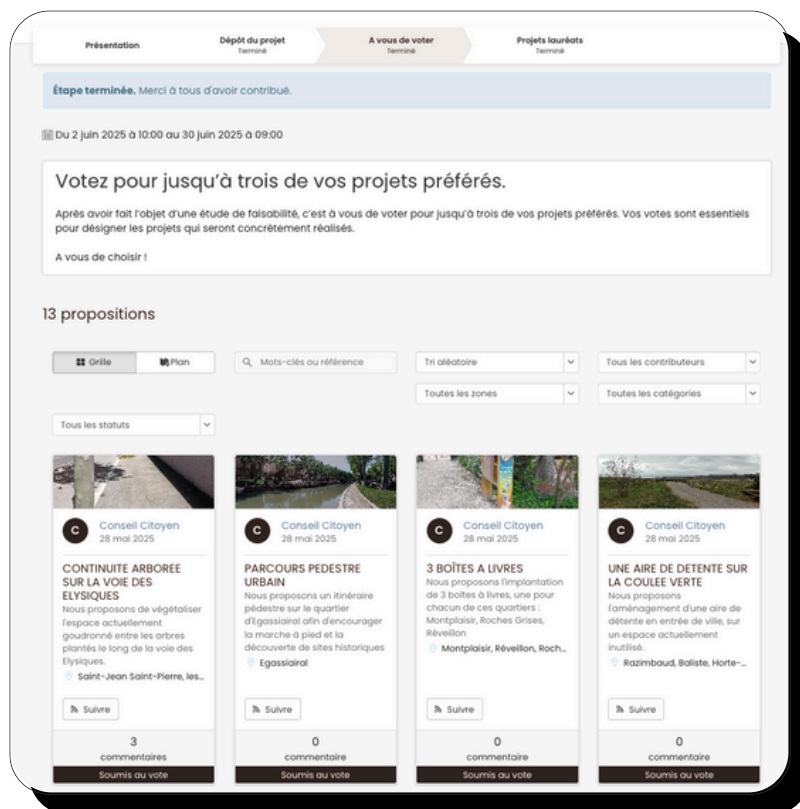 Présentation
Dépôt du projet
Terminé
A vous de voter
Terminé
Projets lauréats
Terminé
Étape terminée. Merci à tous d'avoir contribué.
Du 2 juin 2025 à 10:00 au 30 juin 2025 à 09:00
Votez pour jusqu'à trois de vos projets préférés.
Après avoir fait l'objet d'une étude de faisabilité, c'est à vous de voter pour jusqu'à trois de vos projets préférés. Vos votes sont essentiels
pour désigner les projets qui seront concrètement réalisés.
A vous de choisir !
13 propositions
Grille
Plan
Mots-clés ou référence
Tri aléatoire
Tous les contributeurs
Toutes les zones
Toutes les catégories
Tous les statuts
C
Conseil Citoyen
28 mai 2025
CONTINUITE ARBOREE
SUR LA VOIE DES
ELYSIQUES
Nous proposons de végétaliser
l'espace actuellement
goudronné entre les arbres
plantés le long de la voie des
Elysiques.
Saint-Jean Saint-Pierre, les...
Suivre
3
commentaires
Soumis au vote
C
Conseil Citoyen
28 mai 2025
PARCOURS PEDESTRE
URBAIN
Nous proposons un itinéraire
pédestre sur le quartier
d'Egassiairal afin d'encourager
la marche à pied et la
découverte de sites historiques
Egassiairal
Suivre
0
commentaire
Soumis au vote
C
Conseil Citoyen
28 mai 2025
3 BOÎTES A LIVRES
Nous proposons l'implantation
de 3 boîtes à livres, une pour
chacun de ces quartiers :
Montplaisir, Roches Grises,
Réveillon
Montplaisir, Réveillon, Roch...
Suivre
0
commentaire
Soumis au vote
C
Conseil Citoyen
28 mai 2025
UNE AIRE DE DETENTE SUR
LA COULEE VERTE
Nous proposons
l'aménagement d'une aire de
détente en entrée de ville, sur
un espace actuellement
inutilisé.
Razimbaud, Baliste, Horte-...
Suivre
0
commentaire
Soumis au vote